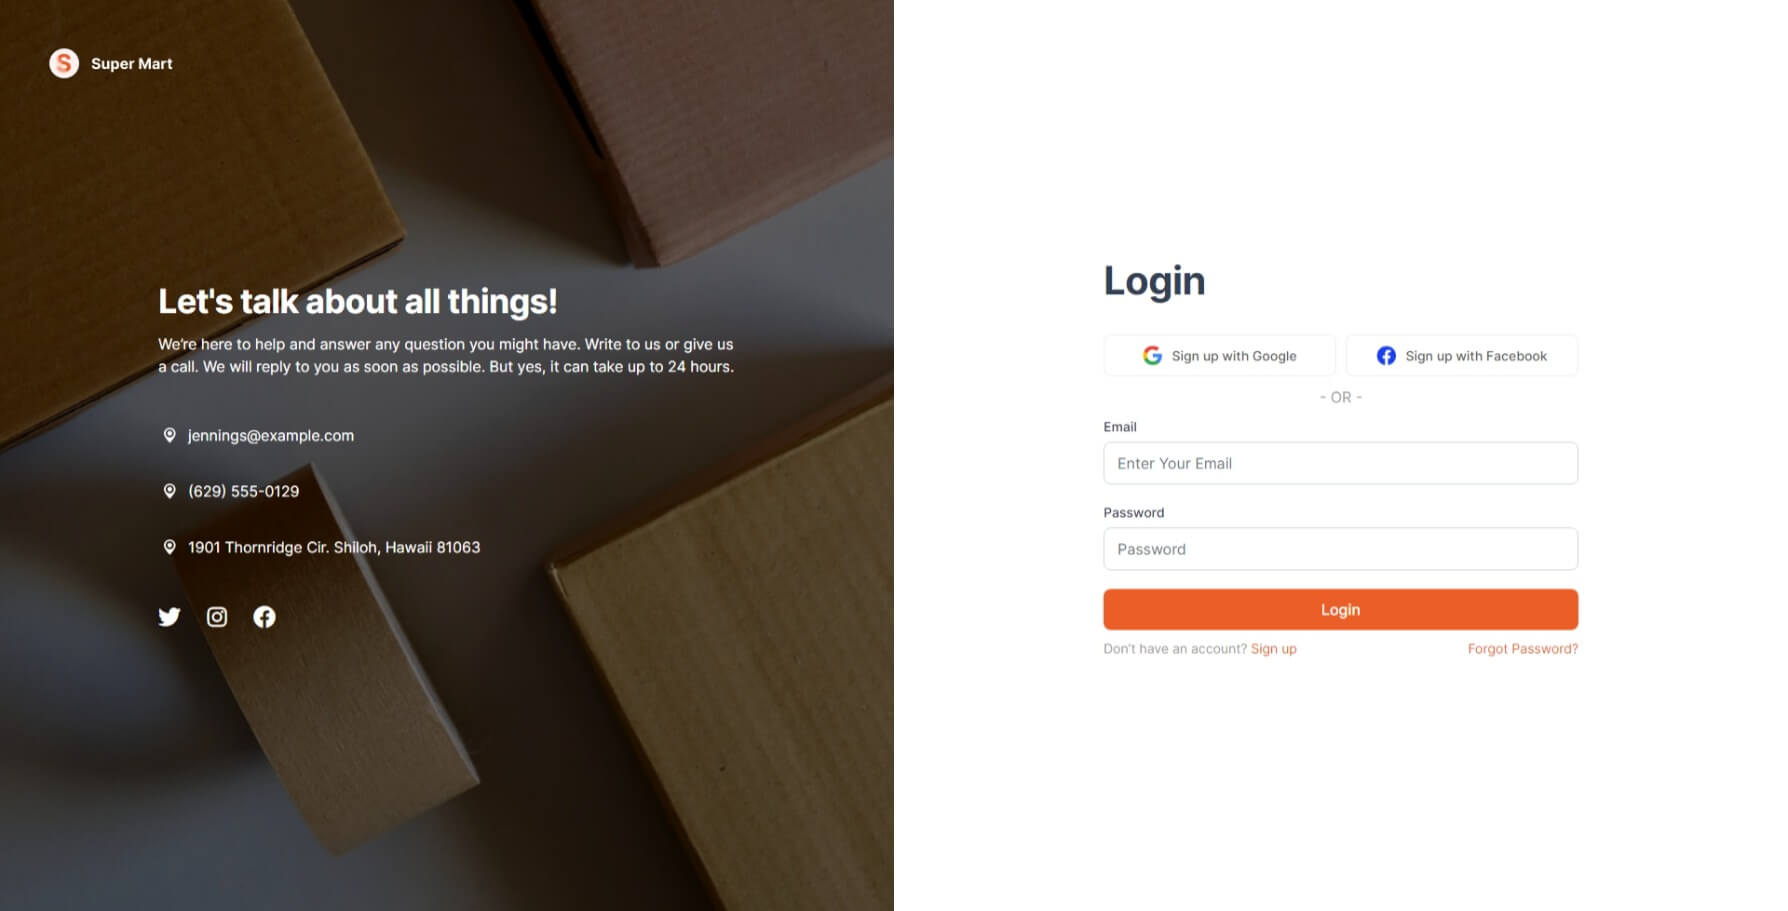 S Super Mart
Let's talk about all things!
We're here to help and answer any question you might have. Write to us or give us
a call. We will reply to you as soon as possible. But yes, it can take up to 24 hours.
jennings@example.com
(629) 555-0129
1901 Thornridge Cir. Shiloh, Hawaii 81063
Login
Sign up with Google
Sign up with Facebook
- OR -
Email
Enter Your Email
Password
Password
Login
Don't have an account? Sign up
Forgot Password?